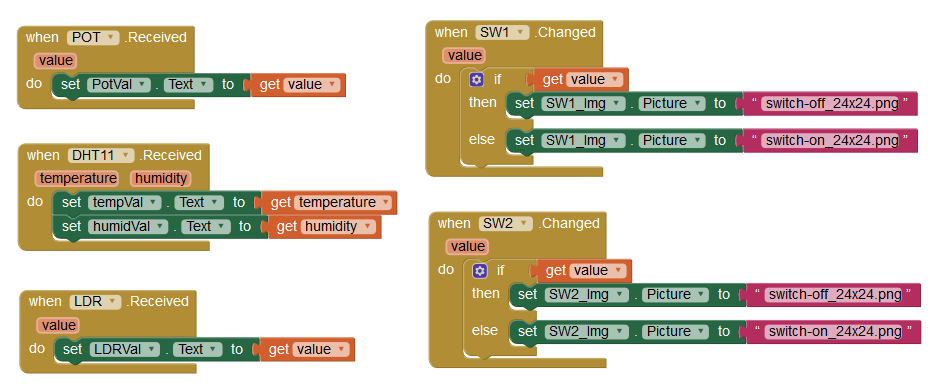 when POT .Received
value
do set PotVal . Text to get value
when DHT11 .Received
temperature humidity
do set tempVal . Text to get temperature
set humidVal . Text to get humidity
when LDR .Received
value
do set LDRVal . Text to get value
when SW1 .Changed
value
do if get value
then set SW1_Img . Picture to “ switch-off_24x24.png ”
else set SW1_Img . Picture to “ switch-on_24x24.png ”
when SW2 .Changed
value
do if get value
then set SW2_Img . Picture to “ switch-off_24x24.png ”
else set SW2_Img . Picture to “ switch-on_24x24.png ”